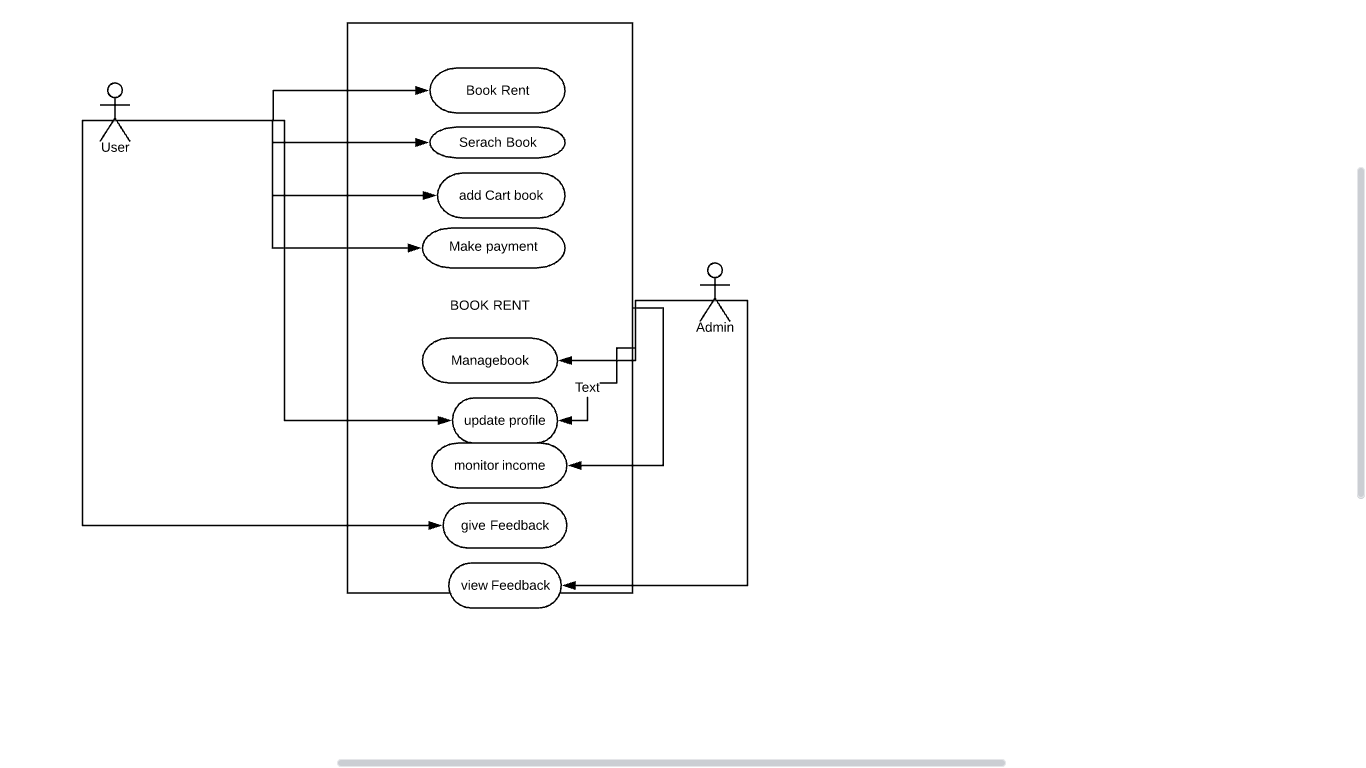 User
Book Rent
Serach Book
add Cart book
Make payment
BOOK RENT
Admin
Managebook
Text
update profile
monitor income
give Feedback
view Feedback